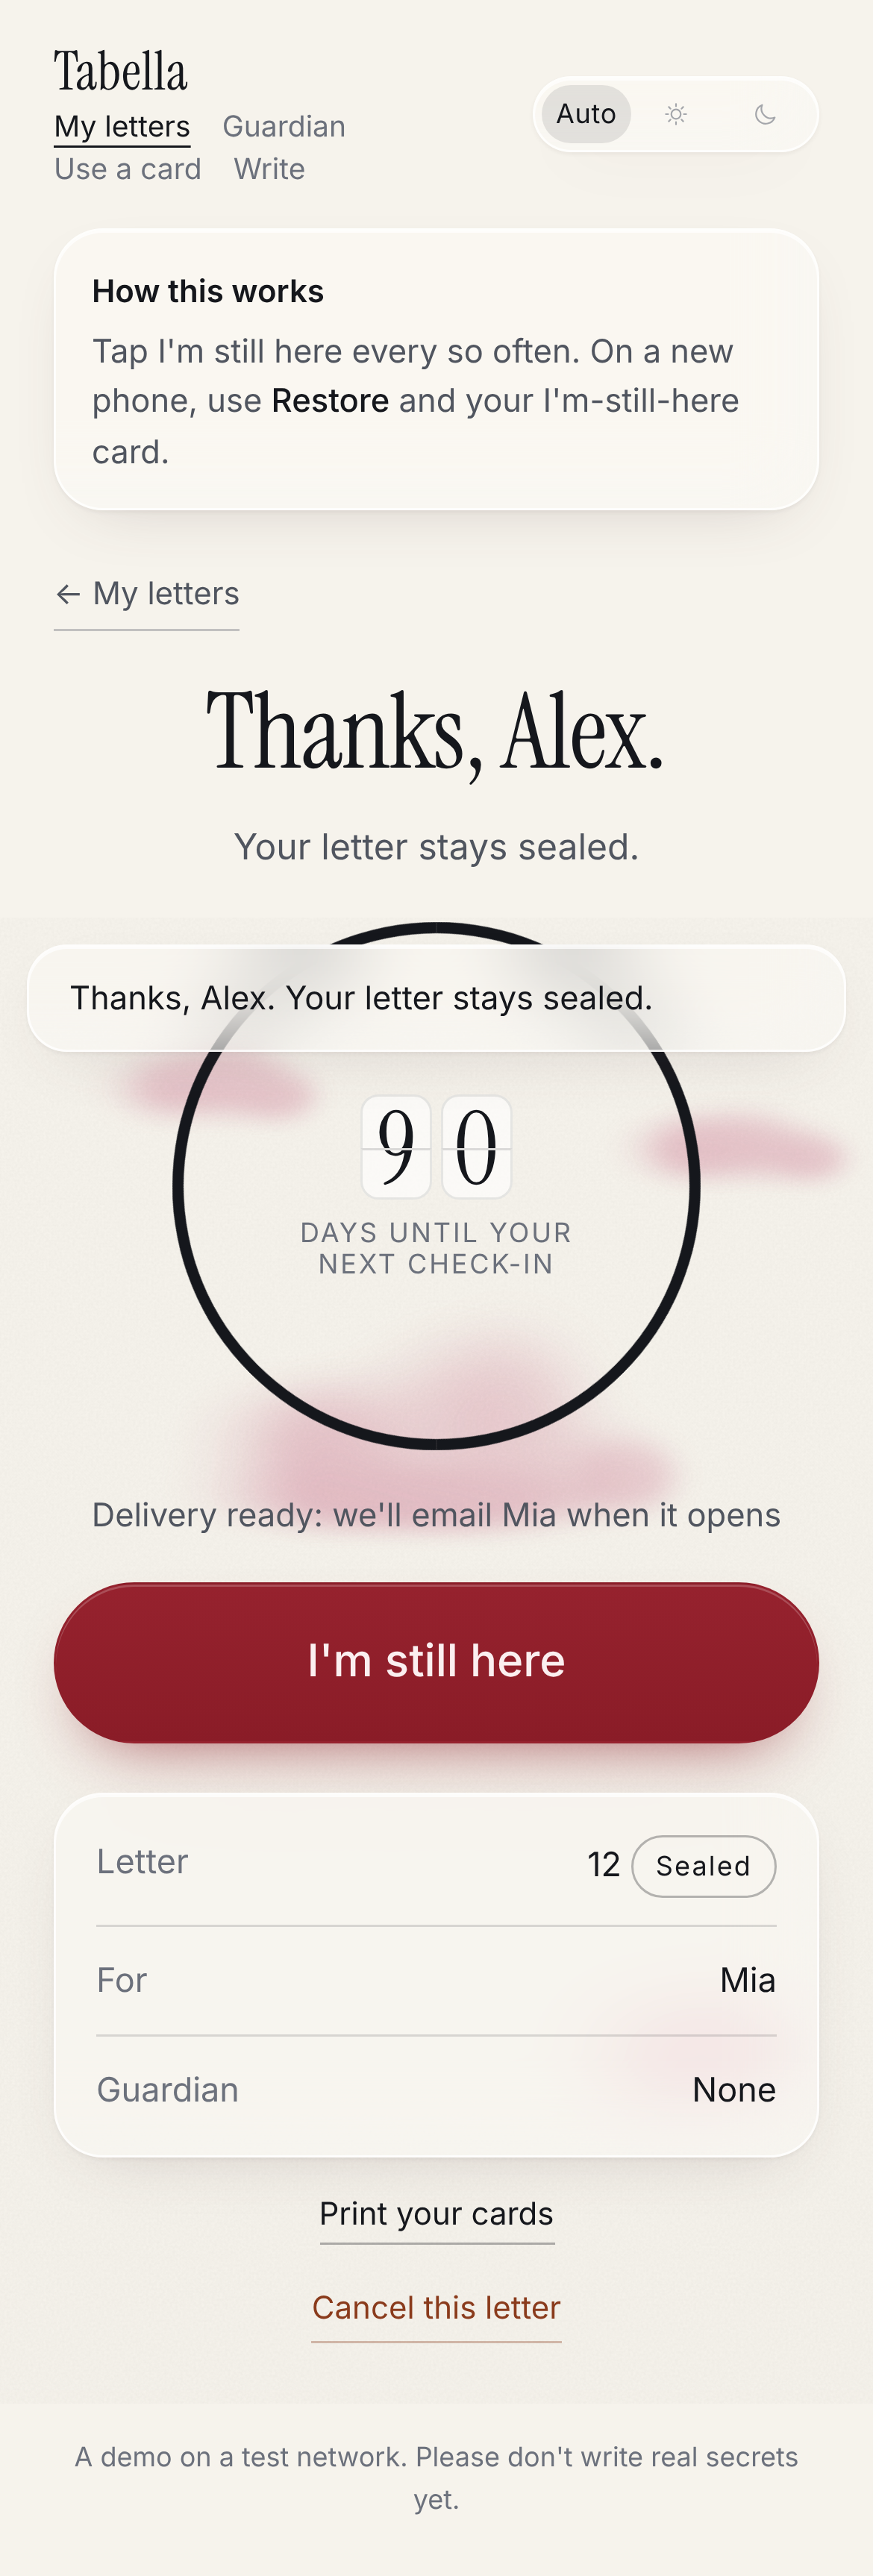 Tabella
My letters Guardian
Use a card Write
Auto
How this works
Tap I'm still here every so often. On a new
phone, use Restore and your I'm-still-here
card.
← My letters
Thanks, Alex.
Your letter stays sealed.
Thanks, Alex. Your letter stays sealed.
90
DAYS UNTIL YOUR
NEXT CHECK-IN
Delivery ready: we'll email Mia when it opens
I'm still here
Letter 12 Sealed
For Mia
Guardian None
Print your cards
Cancel this letter
A demo on a test network. Please don't write real secrets
yet.